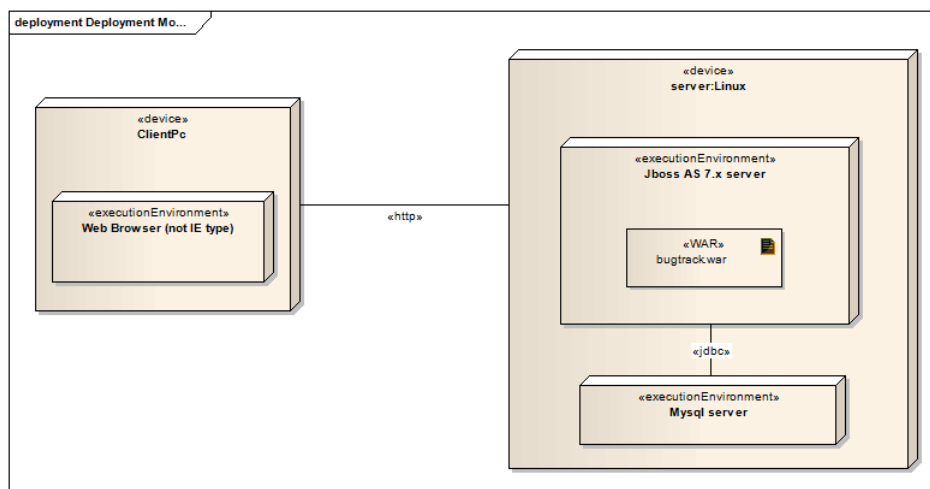 deployment Deployment Mo...
«device»
ClientPc
«executionEnvironment»
Web Browser (not IE type)
«http»
«device»
server:Linux
«executionEnvironment»
Jboss AS 7.x server
«WAR»
bugtrack.war
«jdbc»
«executionEnvironment»
Mysql server